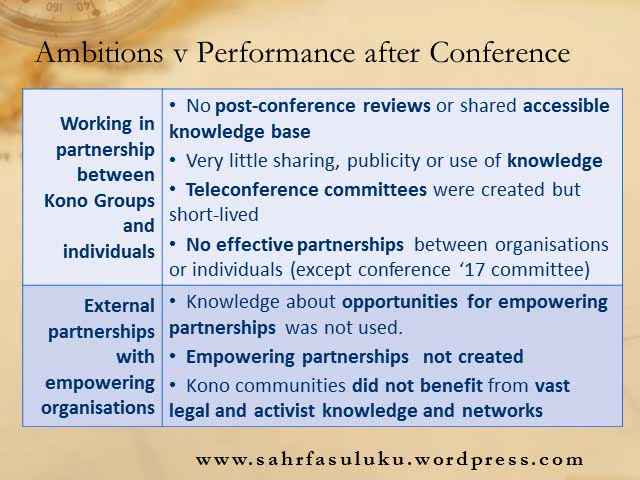 Ambitions v Performance after Conference
Working in
partnership
between
Kono Groups
and
individuals
• No post-conference reviews or shared accessible
knowledge base
• Very little sharing, publicity or use of knowledge
• Teleconference committees were created but
short-lived
• No effective partnerships between organisations
or individuals (except conference ‘17 committee)
External
partnerships
with
empowering
organisations
• Knowledge about opportunities for empowering
partnerships was not used.
• Empowering partnerships not created
• Kono communities did not benefit from vast
legal and activist knowledge and networks
www.sahrfasuluku.wordpress.com